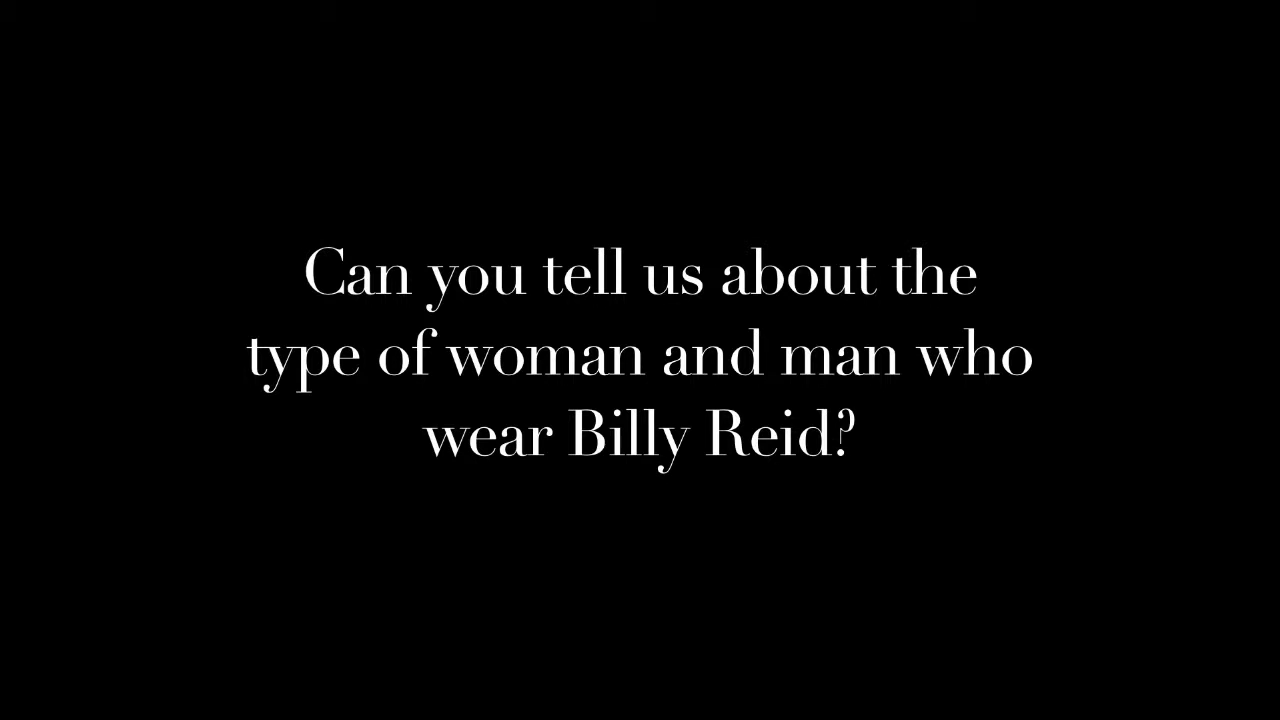 Can you tell us about the
type of woman and man who
wear Billy Reid?